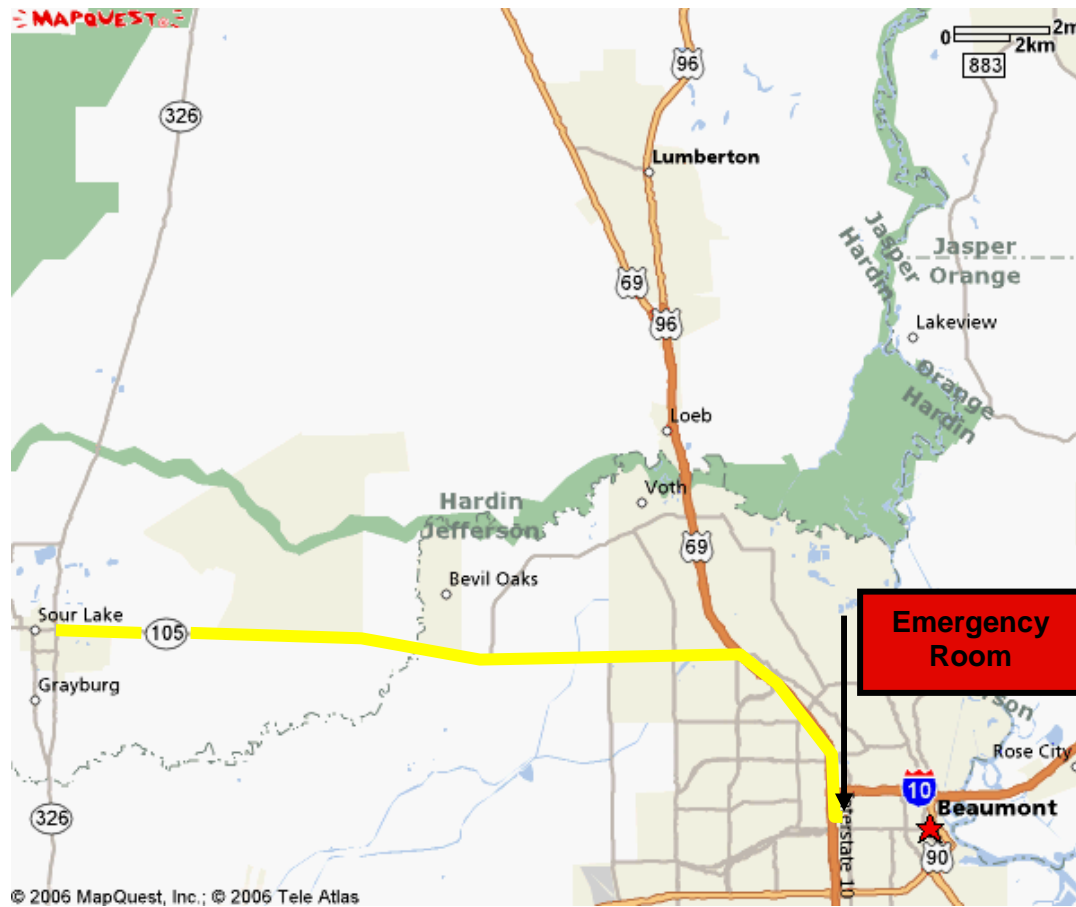 MAPQUEST
0 2m
2km
883
96
326
Lumberton
Jasper
Hardin
Jasper
Orange
69
96
Lakeview
Orange
Hardin
Loeb
Voth
Hardin
Jefferson
69
Bevil Oaks
Sour Lake
105
Emergency
Room
Grayburg
erson
Rose City
10
Beaumont
326
terstate 10
90
© 2006 MapQuest, Inc.; © 2006 Tele Atlas